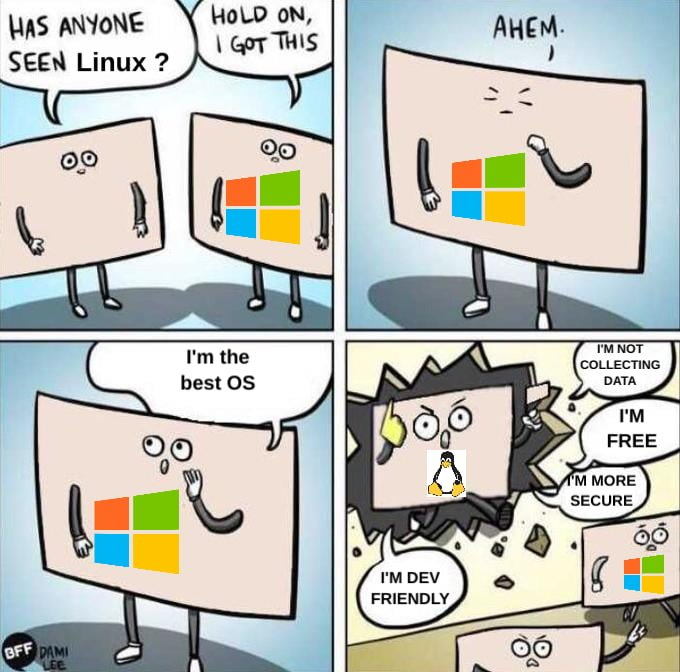 HAS ANYONE
SEEN Linux ?
HOLD ON,
I GOT THIS
AHEM.
I'm the
best OS
I'M NOT
COLLECTING
DATA
I'M
FREE
I'M MORE
SECURE
I'M DEV
FRIENDLY
BFF
DAMI
LEE